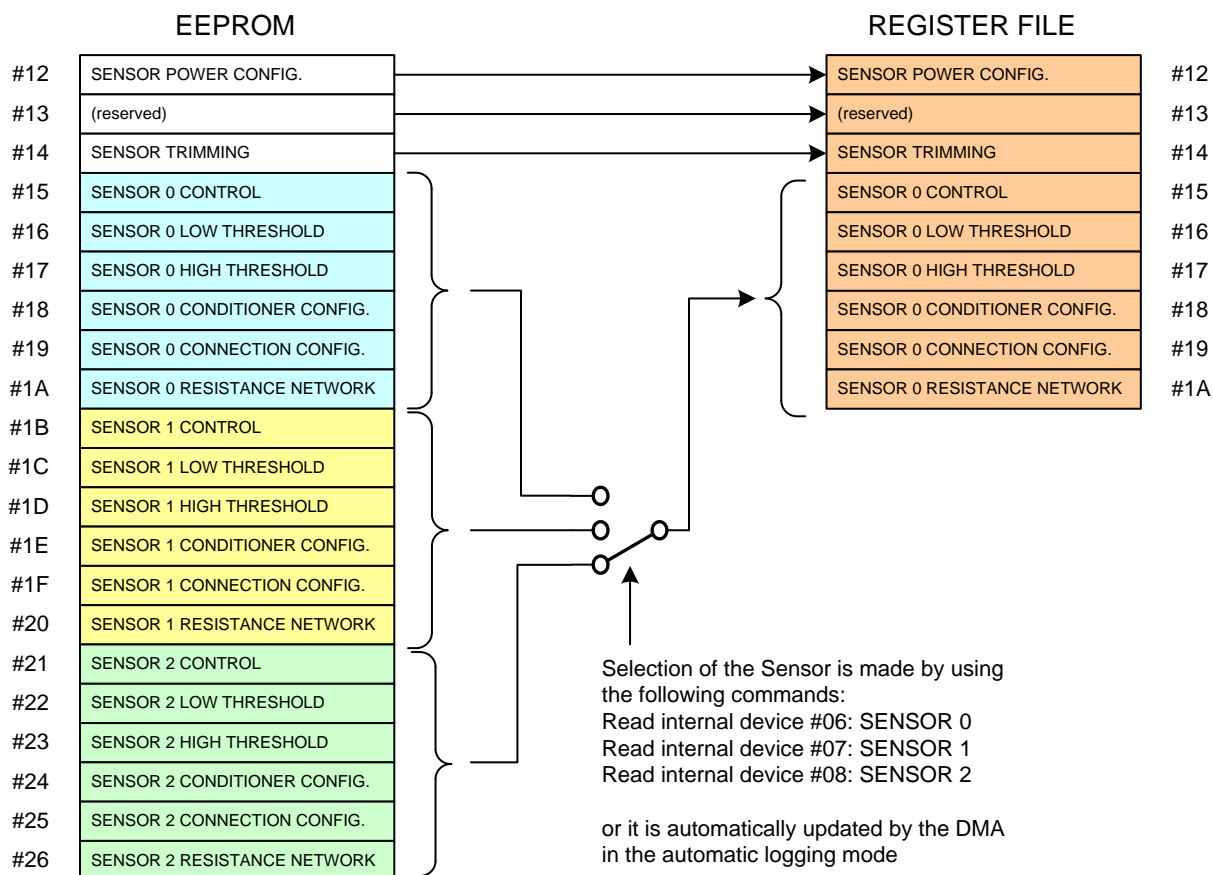 EEPROM
REGISTER FILE
#12 SENSOR POWER CONFIG. SENSOR POWER CONFIG. #12
#13 (reserved) (reserved) #13
#14 SENSOR TRIMMING SENSOR TRIMMING #14
#15 SENSOR 0 CONTROL SENSOR 0 CONTROL #15
#16 SENSOR 0 LOW THRESHOLD SENSOR 0 LOW THRESHOLD #16
#17 SENSOR 0 HIGH THRESHOLD SENSOR 0 HIGH THRESHOLD #17
#18 SENSOR 0 CONDITIONER CONFIG. SENSOR 0 CONDITIONER CONFIG. #18
#19 SENSOR 0 CONNECTION CONFIG. SENSOR 0 CONNECTION CONFIG. #19
#1A SENSOR 0 RESISTANCE NETWORK SENSOR 0 RESISTANCE NETWORK #1A
#1B SENSOR 1 CONTROL
#1C SENSOR 1 LOW THRESHOLD
#1D SENSOR 1 HIGH THRESHOLD
#1E SENSOR 1 CONDITIONER CONFIG.
#1F SENSOR 1 CONNECTION CONFIG.
#20 SENSOR 1 RESISTANCE NETWORK
#21 SENSOR 2 CONTROL
#22 SENSOR 2 LOW THRESHOLD
#23 SENSOR 2 HIGH THRESHOLD
#24 SENSOR 2 CONDITIONER CONFIG.
#25 SENSOR 2 CONNECTION CONFIG.
#26 SENSOR 2 RESISTANCE NETWORK
Selection of the Sensor is made by using
the following commands:
Read internal device #06: SENSOR 0
Read internal device #07: SENSOR 1
Read internal device #08: SENSOR 2
or it is automatically updated by the DMA
in the automatic logging mode